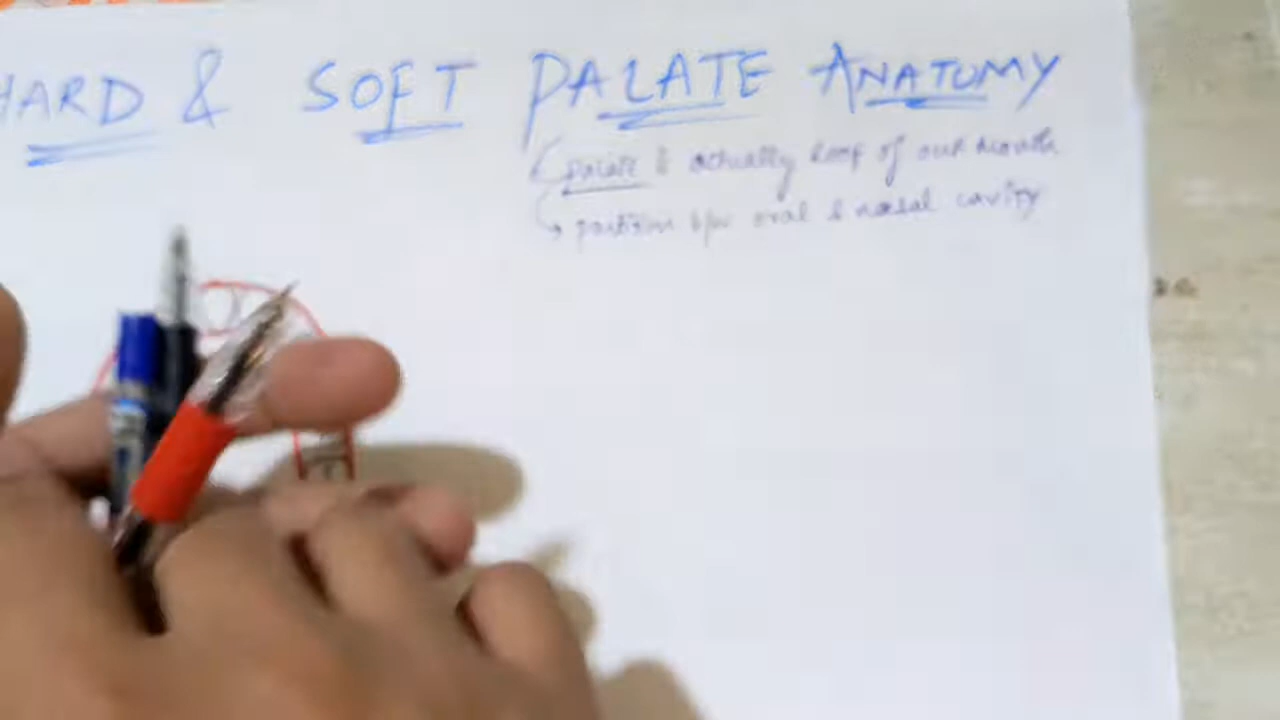 HARD & SOFT PALATE ANATOMY
palate is actually roof of our mouth
partition b/w oral & nasal cavity